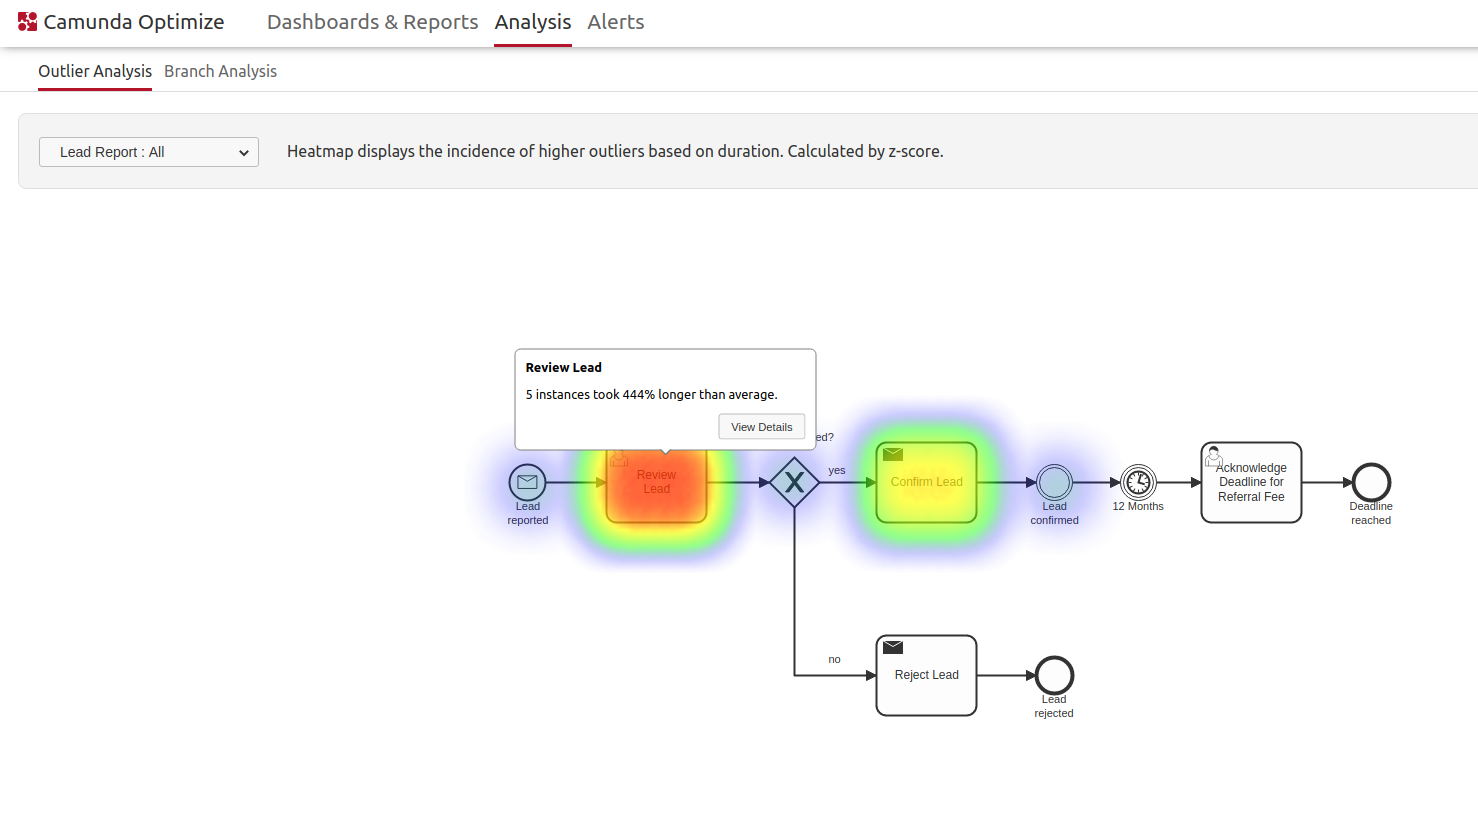 Camunda Optimize Dashboards & Reports Analysis Alerts
Outlier Analysis Branch Analysis
Lead Report : All
Heatmap displays the incidence of higher outliers based on duration. Calculated by z-score.
Review Lead
5 instances took 444% longer than average.
View Details
ed?
Lead
reported
Review
Lead
X
yes
Confirm Lead
Lead
confirmed
12 Months
Acknowledge
Deadline for
Referral Fee
Deadline
reached
no
Reject Lead
Lead
rejected